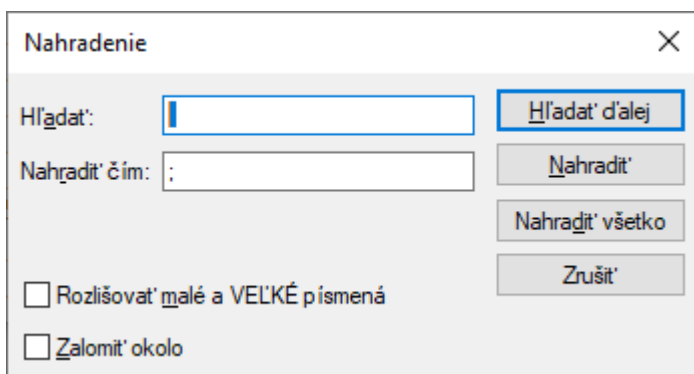 Nahradenie
Hľadať:
Hľadať ďalej
Nahradiť čím: ;
Nahradiť
Nahradiť všetko
Zrušiť
Rozlišovať malé a VEĽKÉ písmená
Zalomiť okolo